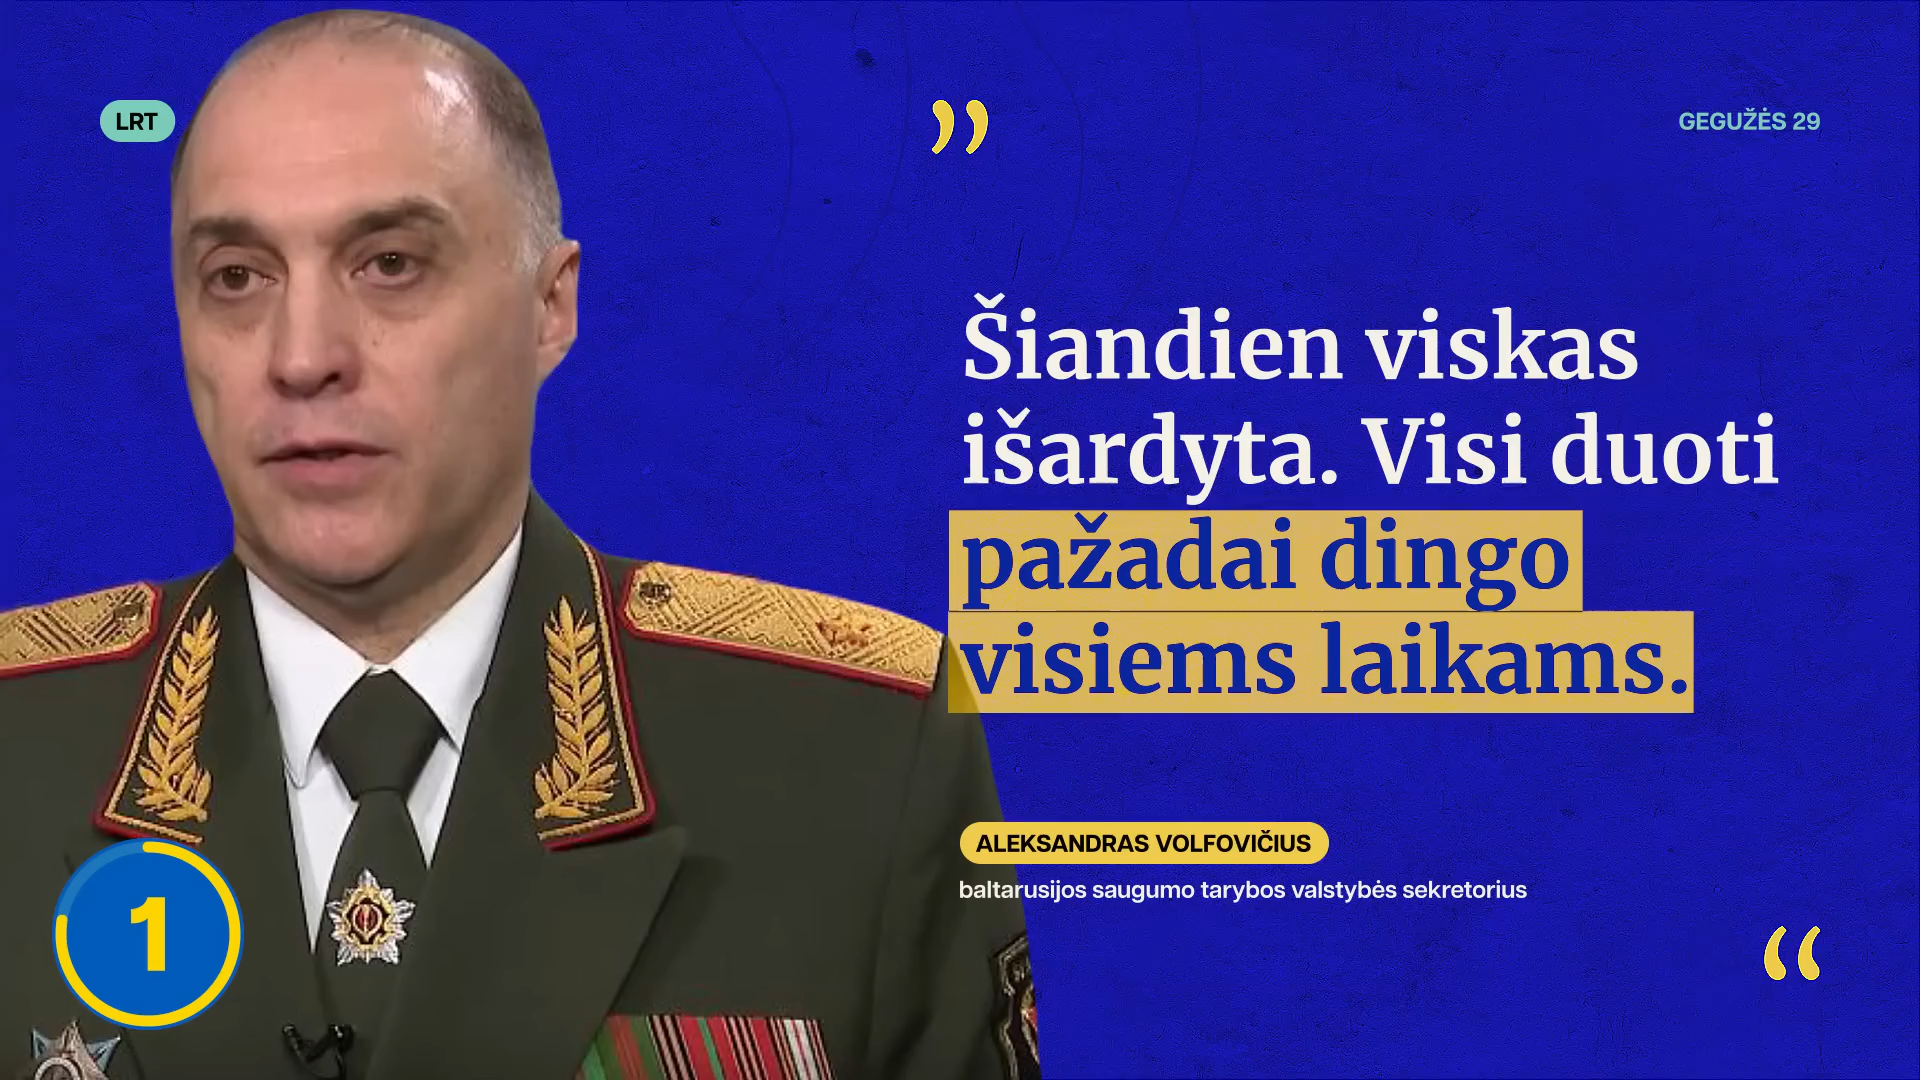 LRT
GEGUŽĖS 29
”
Šiandien viskas
išardyta. Visi duoti
pažadai dingo
visiems laikams.
ALEKSANDRAS VOLFOVIČIUS
baltarusijos saugumo tarybos valstybės sekretorius
“
1